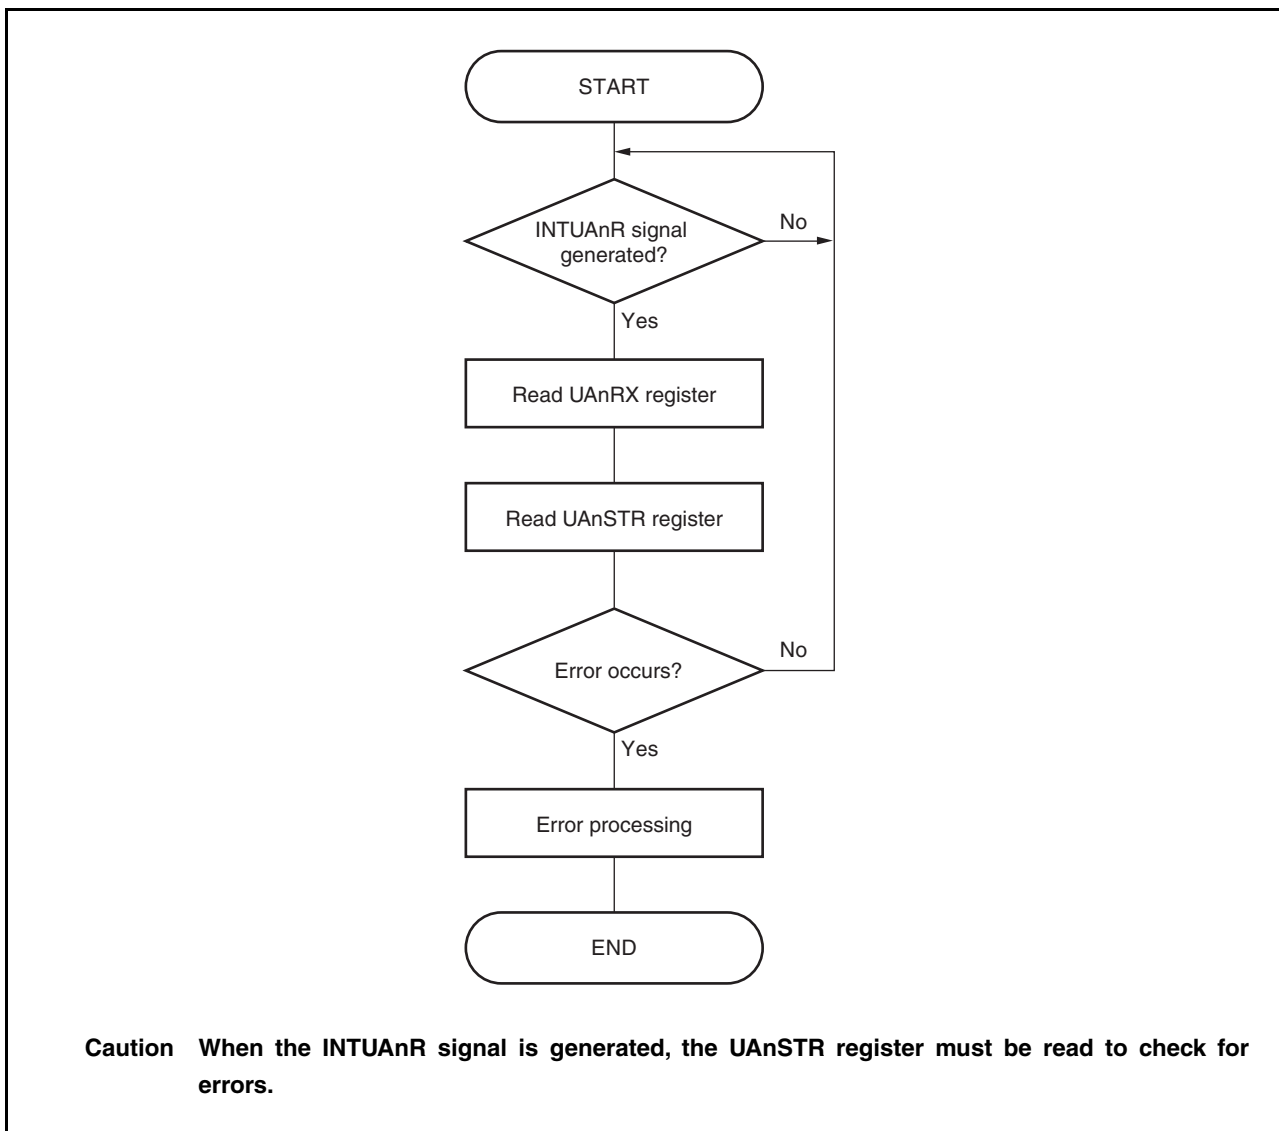 START
INTUAnR signal
generated?
No
Yes
Read UAnRX register
Read UAnSTR register
Error occurs?
No
Yes
Error processing
END
Caution When the INTUAnR signal is generated, the UAnSTR register must be read to check for
errors.